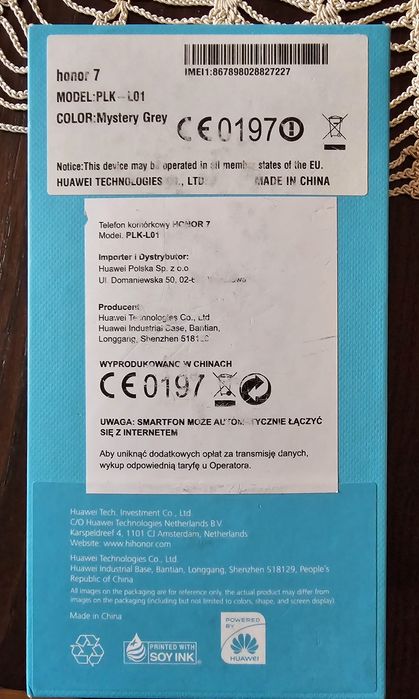 honor 7
MODEL:PLK-L01
COLOR:Mystery Grey
IMEI1:867898028827227
CE0197
Notice:This device may be operated in all member states of the EU.
HUAWEI TECHNOLOGIES CO., LTD. MADE IN CHINA
Telefon komórkowy HONOR 7
Model: PLK-L01
Importer i Dystrybutor:
Huawei Polska Sp. z o.o
Ul. Domaniewska 50, 02-
Producent
Huawei Technologies Co., Ltd
Huawei Industrial Base, Bantian,
Longgang, Shenzhen 518129
WYPRODUKOWANO W CHINACH
CE0197
UWAGA: SMARTFON MOŻE AUTOMATYCZNIE ŁĄCZYĆ
SIĘ Z INTERNETEM
Aby uniknąć dodatkowych opłat za transmisję danych,
wykup odpowiednią taryfę u Operatora.
Huawei Tech. Investment Co., Ltd.
C/O Huawei Technologies Netherlands B.V.
Karspeldreef 4, 1101 CJ Amsterdam, Netherlands
Website: www.hihonor.com
Huawei Technologies Co., Ltd.
Huawei Industrial Base, Bantian, Longgang, Shenzhen 518129, People's
Republic of China
All images on the packaging are for reference only, the actual product may differ from
images on the packaging (including but not limited to colors, shape, and screen display)
Made in China
PRINTED WITH
SOY INK
POWERED
BY
HUAWEI